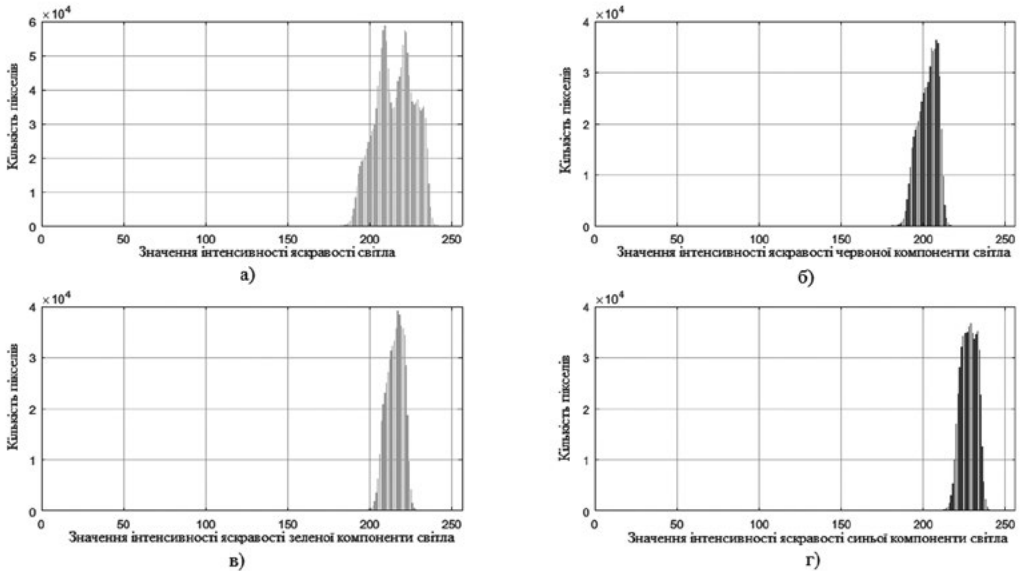 ×10⁴
×10⁴
6
5
4
3
2
1
0
Кількість пікселів
0 50 100 150 200 250
Значення інтенсивності яскравості світла
а)
4
3
2
1
0
Кількість пікселів
0 50 100 150 200 250
Значення інтенсивності яскравості червоної компоненти світла
б)
×10⁴
×10⁴
4
3
2
1
0
Кількість пікселів
0 50 100 150 200 250
Значення інтенсивності яскравості зеленої компоненти світла
в)
4
3
2
1
0
Кількість пікселів
0 50 100 150 200 250
Значення інтенсивності яскравості синьої компоненти світла
г)